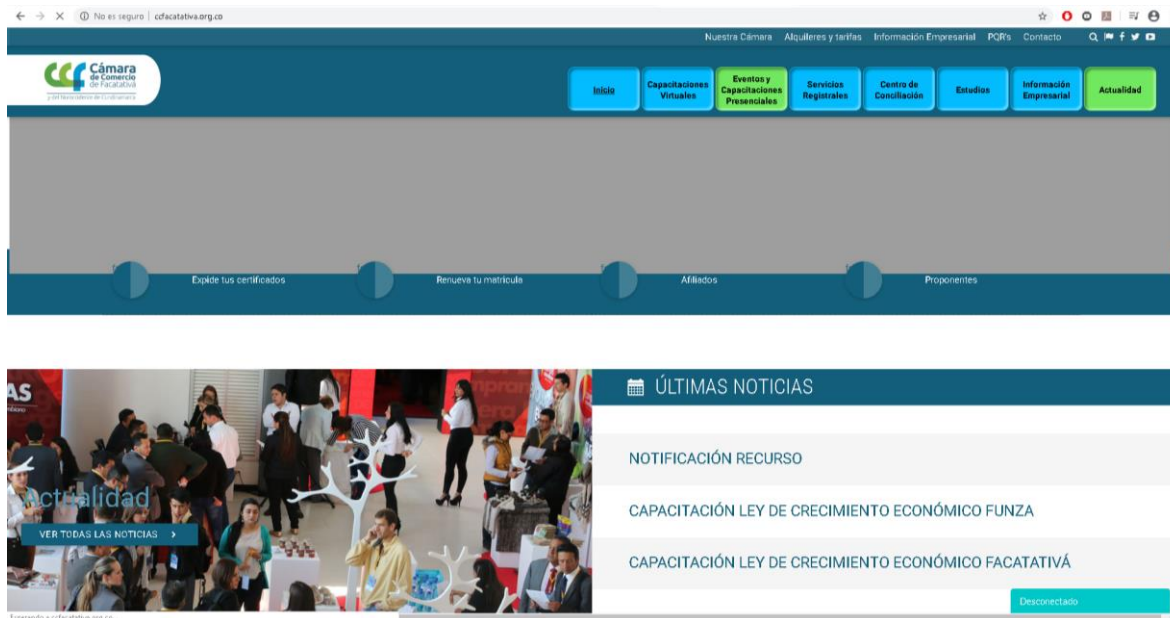 No es seguro | ccfacatativa.org.co
Nuestra Cámara Alquileres y tarifas Información Empresarial PQR's Contacto
CCF Cámara
de Comercio
de Facatativá
Inicio
Capacitaciones
Virtuales
Eventos y
Capacitaciones
Presenciales
Servicios
Registrales
Centro de
Conciliación
Estudios
Información
Empresarial
Actualidad
Expide tus certificados
Renueva tu matrícula
Afiliados
Proponentes
AS
Actualidad
VER TODAS LAS NOTICIAS >
ÚLTIMAS NOTICIAS
NOTIFICACIÓN RECURSO
CAPACITACIÓN LEY DE CRECIMIENTO ECONÓMICO FUNZA
CAPACITACIÓN LEY DE CRECIMIENTO ECONÓMICO FACATATIVÁ
Desconectado